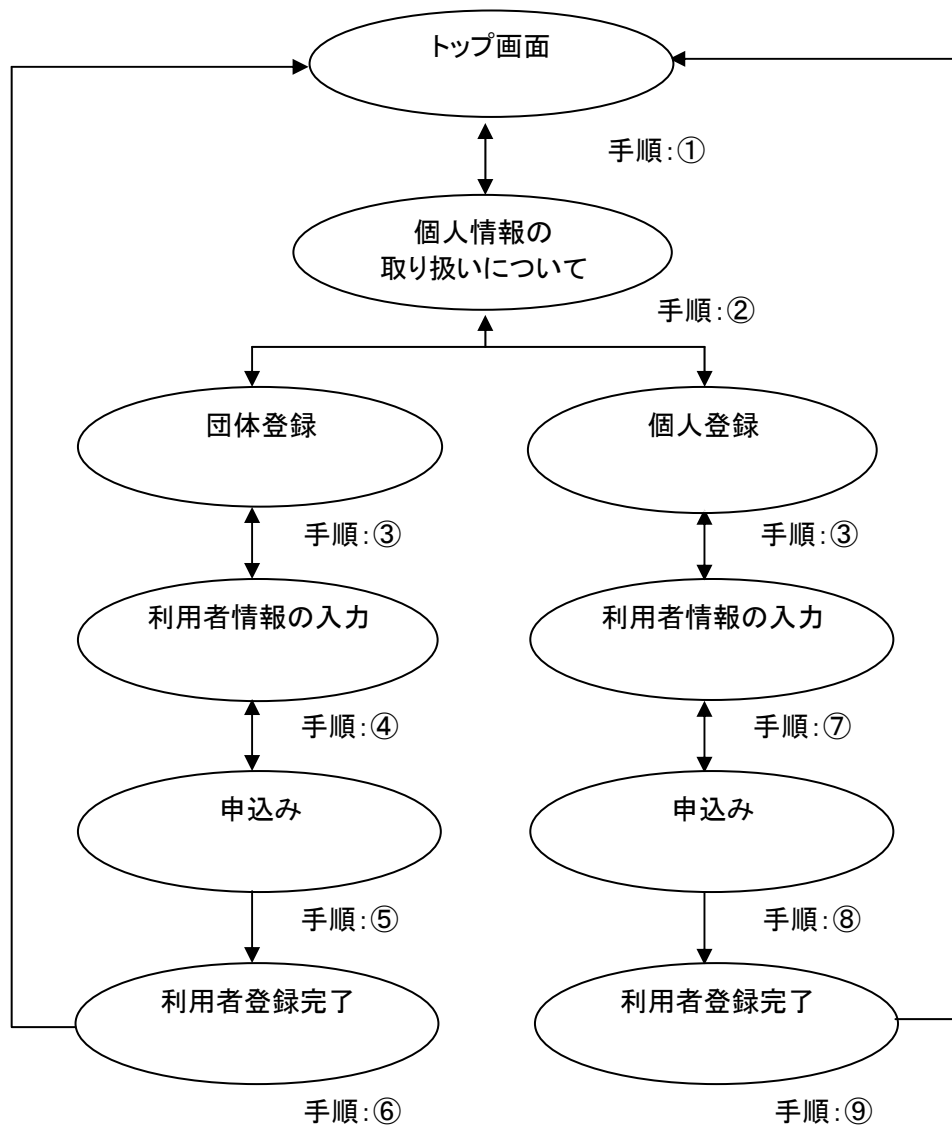 トップ画面
手順:①
個人情報の
取り扱いについて
手順:②
団体登録
個人登録
手順:③
手順:③
利用者情報の入力
利用者情報の入力
手順:④
手順:⑦
申込み
申込み
手順:⑤
手順:⑧
利用者登録完了
利用者登録完了
手順:⑥
手順:⑨